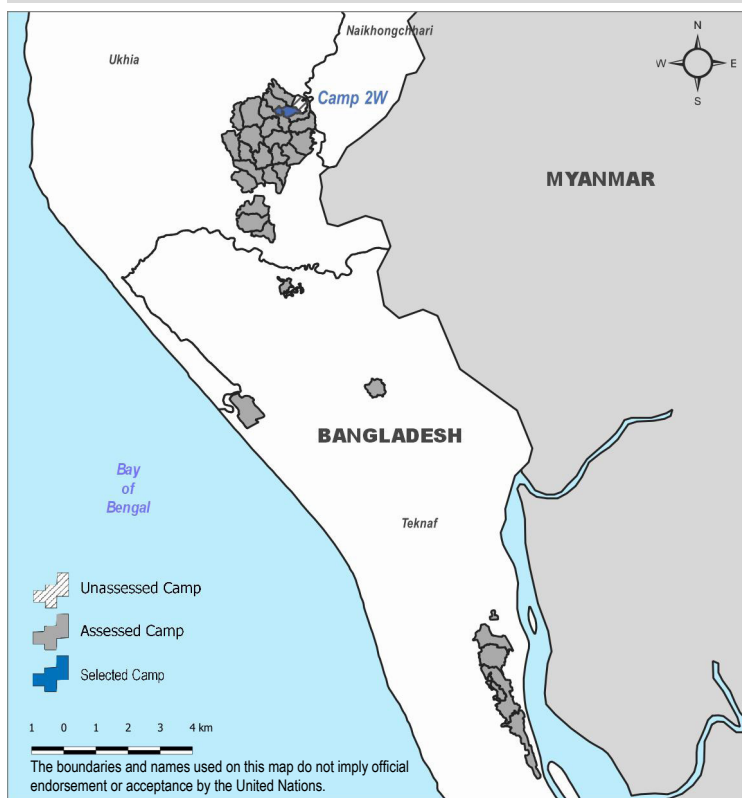 Naikhongchhari
Ukhia
N
W
E
S
Camp 2W
MYANMAR
BANGLADESH
Bay
of
Bengal
Teknaf
Unassessed Camp
Assessed Camp
Selected Camp
1 0 1 2 3 4 km
The boundaries and names used on this map do not imply official
endorsement or acceptance by the United Nations.